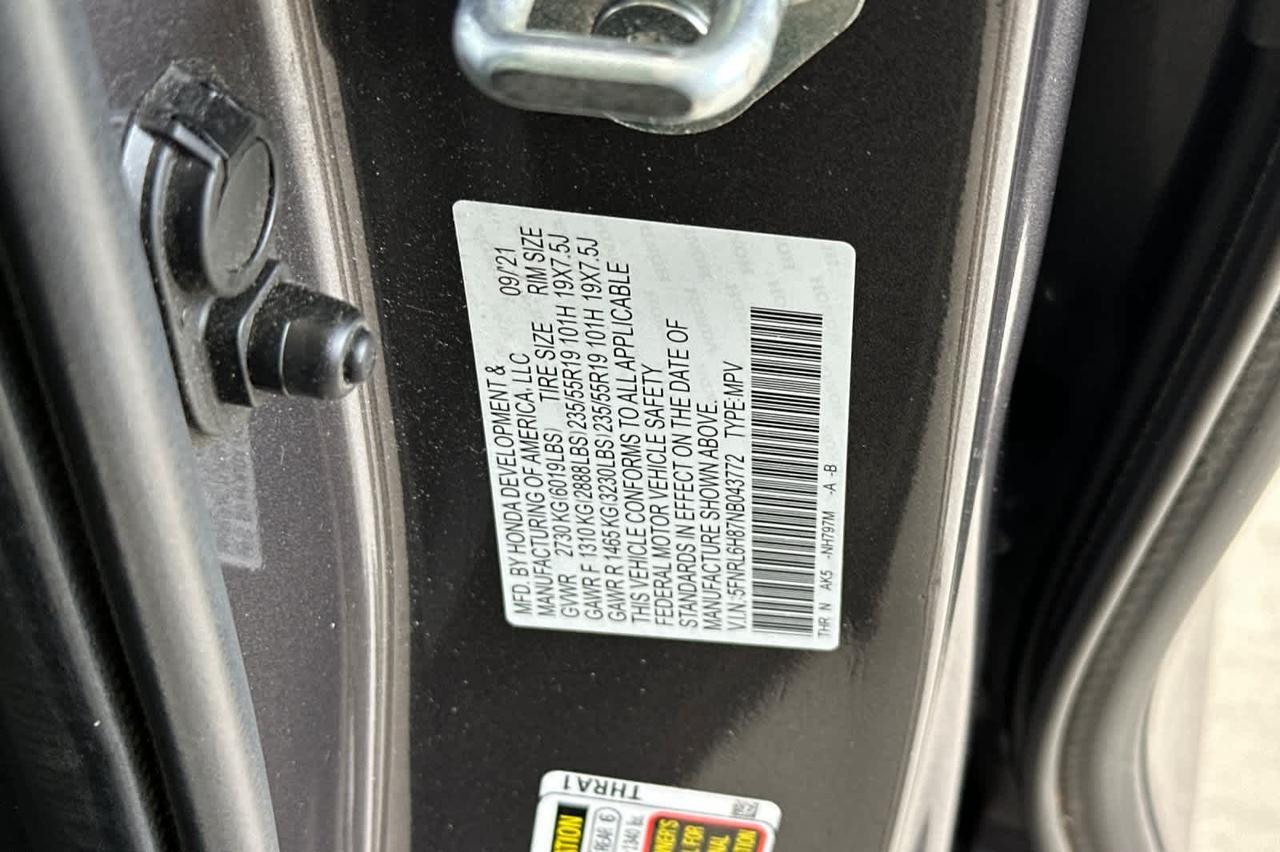 MFD. BY HONDA DEVELOPMENT &
MANUFACTURING OF AMERICA, LLC 09/'21
GVWR 2730 KG(6019LBS) TIRE SIZE RIM SIZE
GAWR F 1310 KG(2888LBS) 235/55R19 101H 19X7.5J
GAWR R 1465 KG(3230LBS) 235/55R19 101H 19X7.5J
THIS VEHICLE CONFORMS TO ALL APPLICABLE
FEDERAL MOTOR VEHICLE SAFETY
STANDARDS IN EFFECT ON THE DATE OF
MANUFACTURE SHOWN ABOVE.
V.I.N.:5FNRL6H87NB043772 TYPE:MPV
THR N AK5 -NH797M -A -B
THRA1
REAR 6